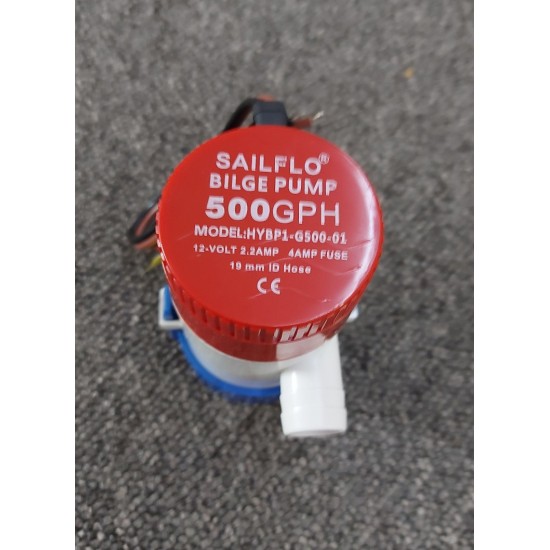 SAILFLO®
BILGE PUMP
500GPH
MODEL:HYBP1-G500-01
12-VOLT 2.2AMP 4AMP FUSE
19 mm ID Hose
CE